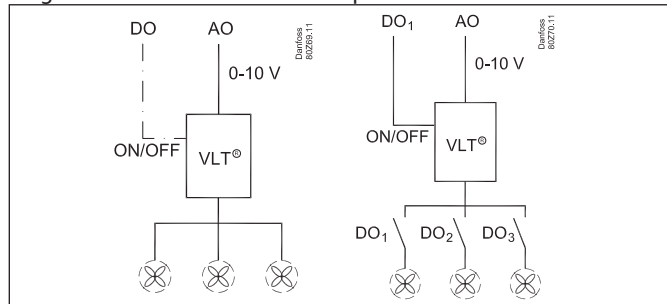 DO
AO
Danfoss
80Z69.11
0-10 V
ON/OFF
VLT®
DO₁
AO
Danfoss
80Z70.11
0-10 V
ON/OFF
VLT®
DO₁
DO₂
DO₃